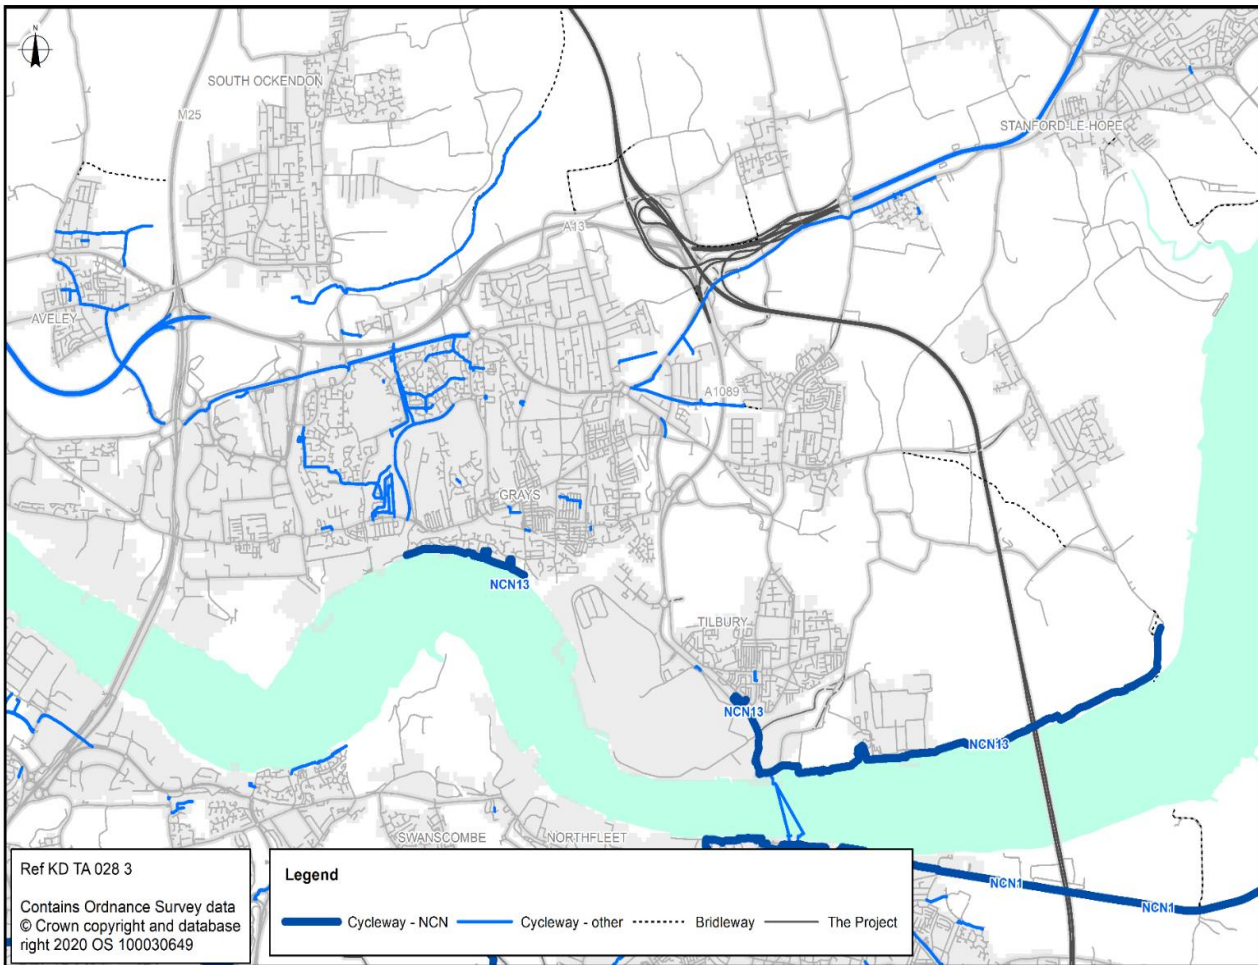 N
SOUTH OCKENDON
M25
STANFORD-LE-HOPE
A13
AVELEY
A1089
GRAYS
NCN13
TILBURY
NCN13
NCN13
SWANSCOMBE
NORTHFLEET
NCN1
NCN1
Ref KD TA 028 3
Contains Ordnance Survey data
© Crown copyright and database
right 2020 OS 100030649
Legend
Cycleway - NCN
Cycleway - other
Bridleway
The Project